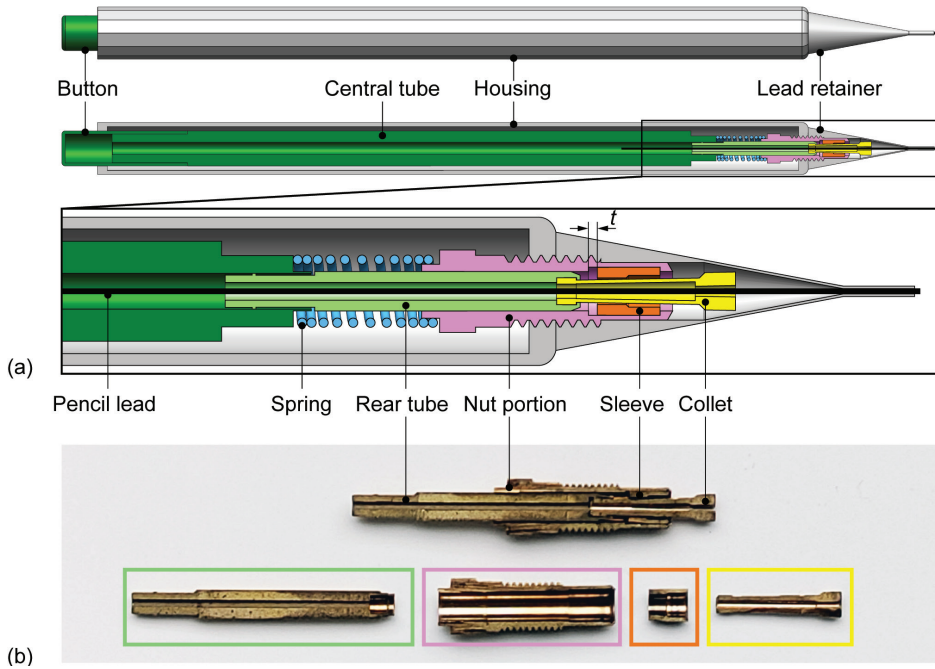 Button
Central tube
Housing
Lead retainer
t
(a)
Pencil lead
Spring
Rear tube
Nut portion
Sleeve
Collet
(b)